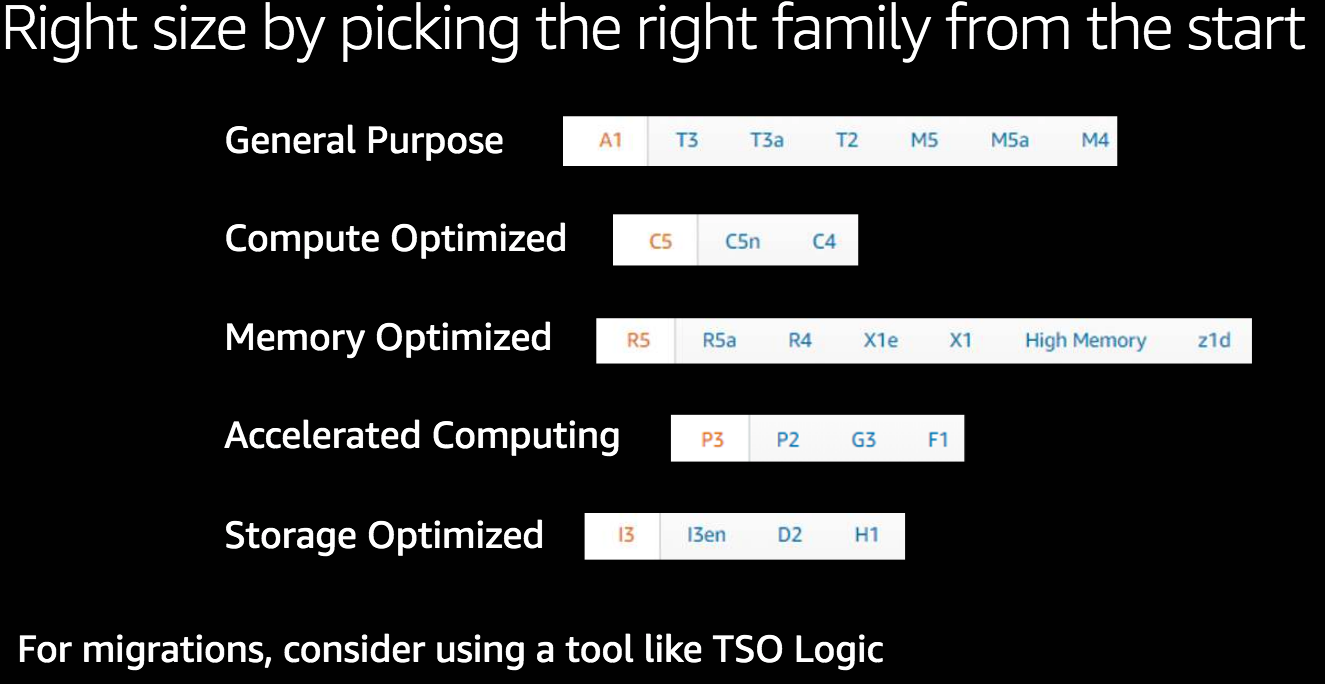 Right size by picking the right family from the start
General Purpose A1 T3 T3a T2 M5 M5a M4
Compute Optimized C5 C5n C4
Memory Optimized R5 R5a R4 X1e X1 High Memory z1d
Accelerated Computing P3 P2 G3 F1
Storage Optimized I3 I3en D2 H1
For migrations, consider using a tool like TSO Logic